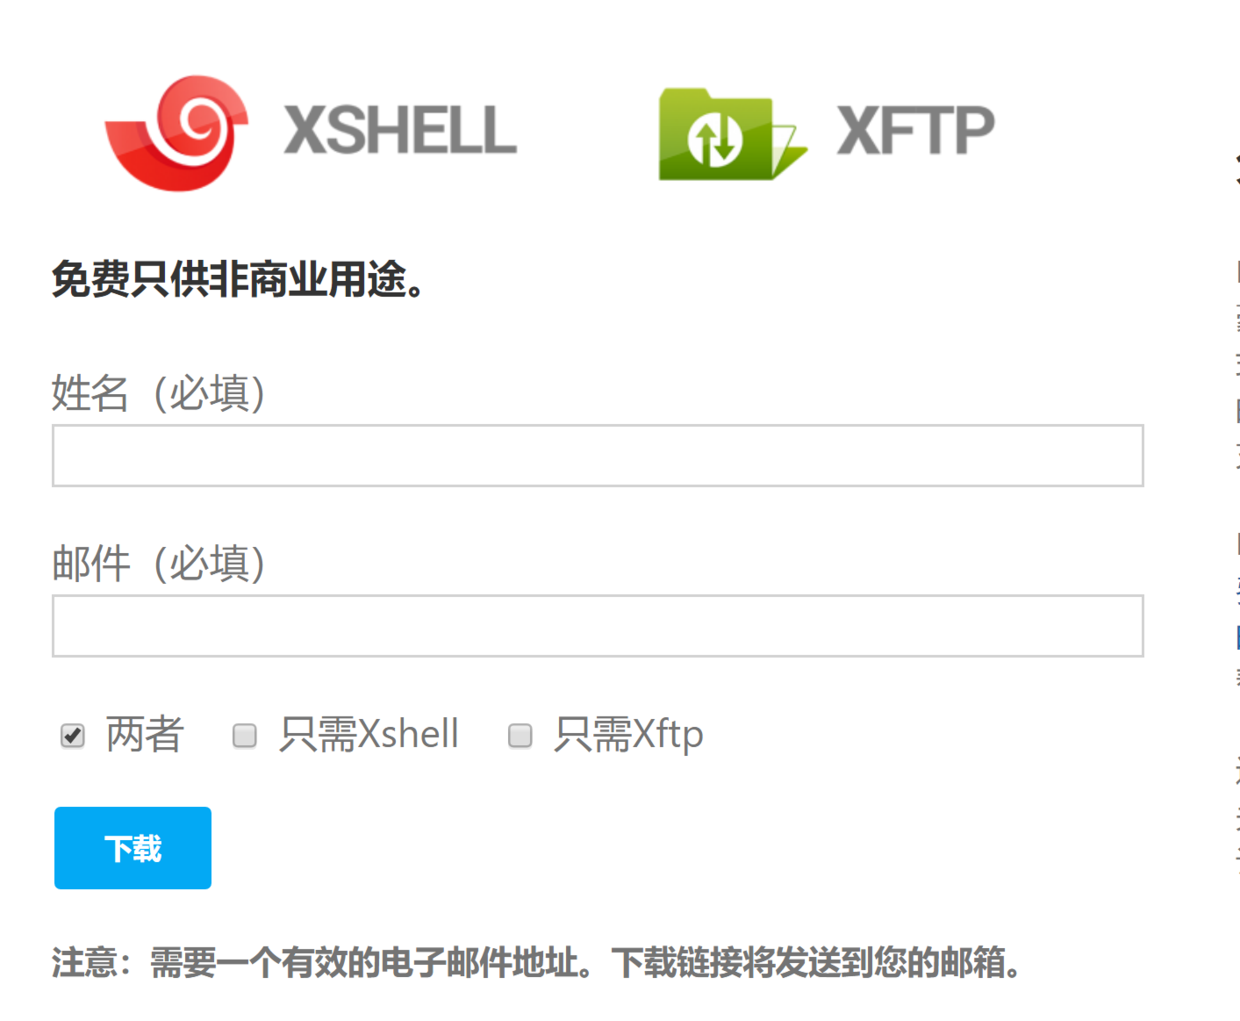 XSHELL XFTP
免费只供非商业用途。
姓名（必填）
邮件（必填）
两者 只需Xshell 只需Xftp
下载
注意：需要一个有效的电子邮件地址。下载链接将发送到您的邮箱。